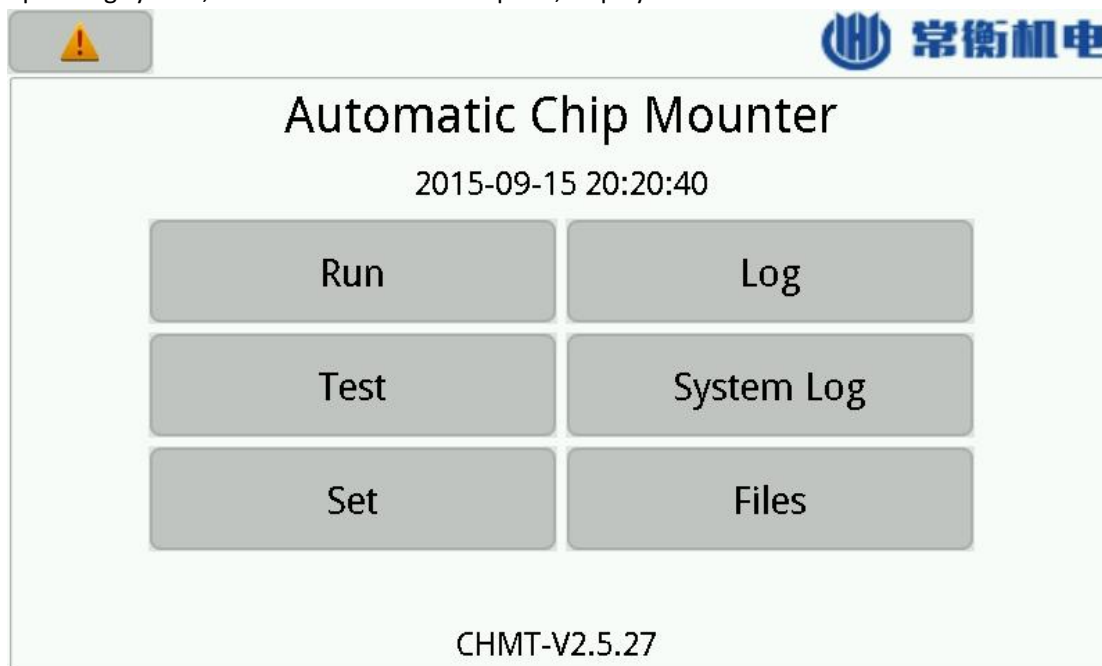 常衡机电
Automatic Chip Mounter
2015-09-15 20:20:40
Run
Log
Test
System Log
Set
Files
CHMT-V2.5.27